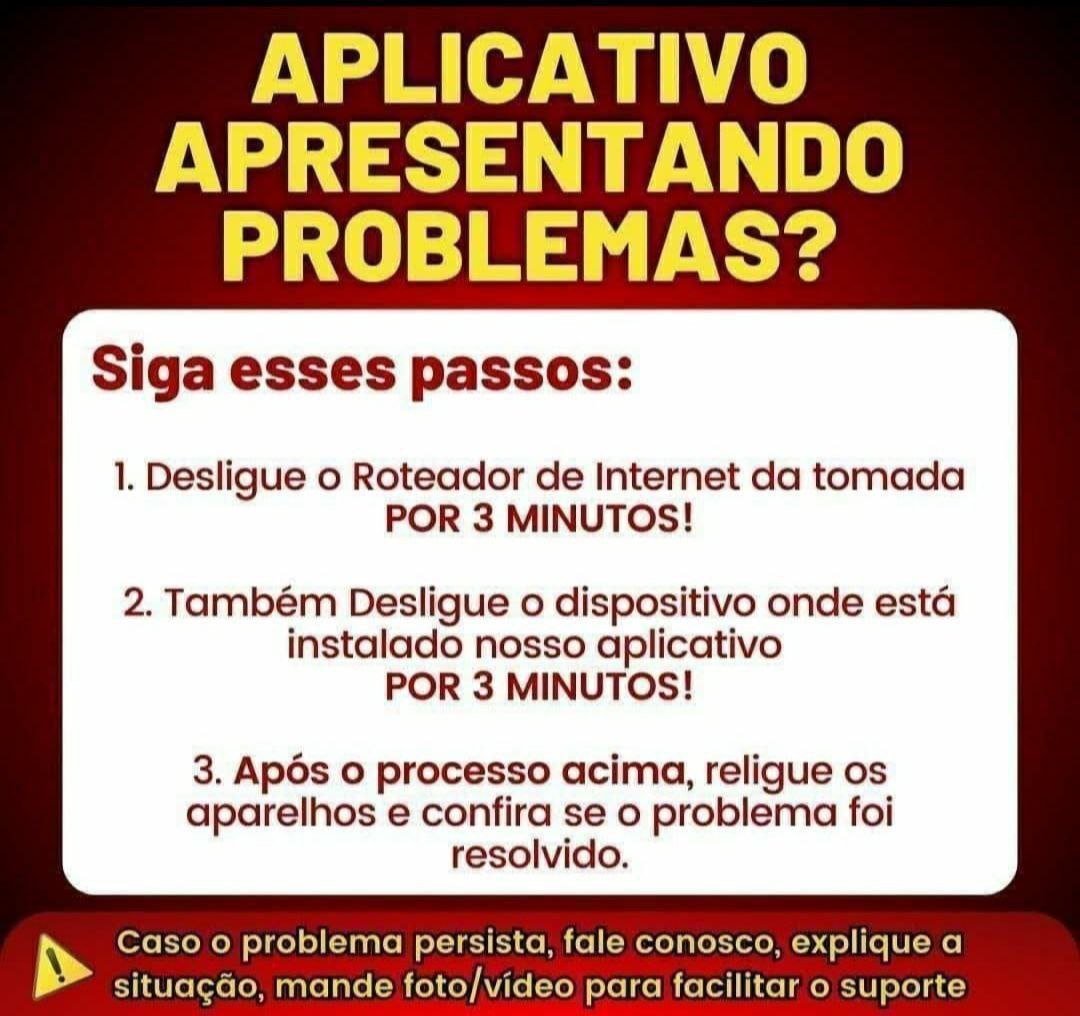 APLICATIVO
APRESENTANDO
PROBLEMAS?
Siga esses passos:
1. Desligue o Roteador de Internet da tomada
POR 3 MINUTOS!
2. Também Desligue o dispositivo onde está
instalado nosso aplicativo
POR 3 MINUTOS!
3. Após o processo acima, religue os
aparelhos e confira se o problema foi
resolvido.
Caso o problema persista, fale conosco, explique a
situação, mande foto/vídeo para facilitar o suporte